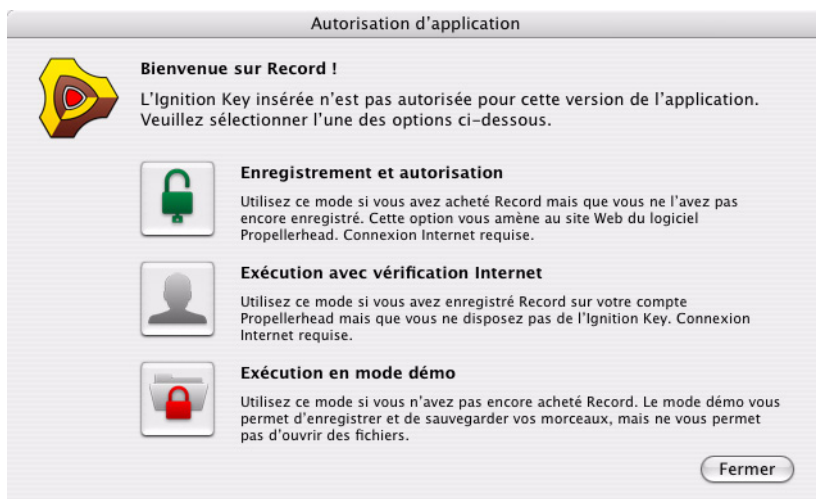 Autorisation d'application
Bienvenue sur Record !
L'Ignition Key insérée n'est pas autorisée pour cette version de l'application.
Veuillez sélectionner l'une des options ci-dessous.
Enregistrement et autorisation
Utilisez ce mode si vous avez acheté Record mais que vous ne l'avez pas
encore enregistré. Cette option vous amène au site Web du logiciel
Propellerhead. Connexion Internet requise.
Exécution avec vérification Internet
Utilisez ce mode si vous avez enregistré Record sur votre compte
Propellerhead mais que vous ne disposez pas de l'Ignition Key. Connexion
Internet requise.
Exécution en mode démo
Utilisez ce mode si vous n'avez pas encore acheté Record. Le mode démo vous
permet d'enregistrer et de sauvegarder vos morceaux, mais ne vous permet
pas d'ouvrir des fichiers.
Fermer